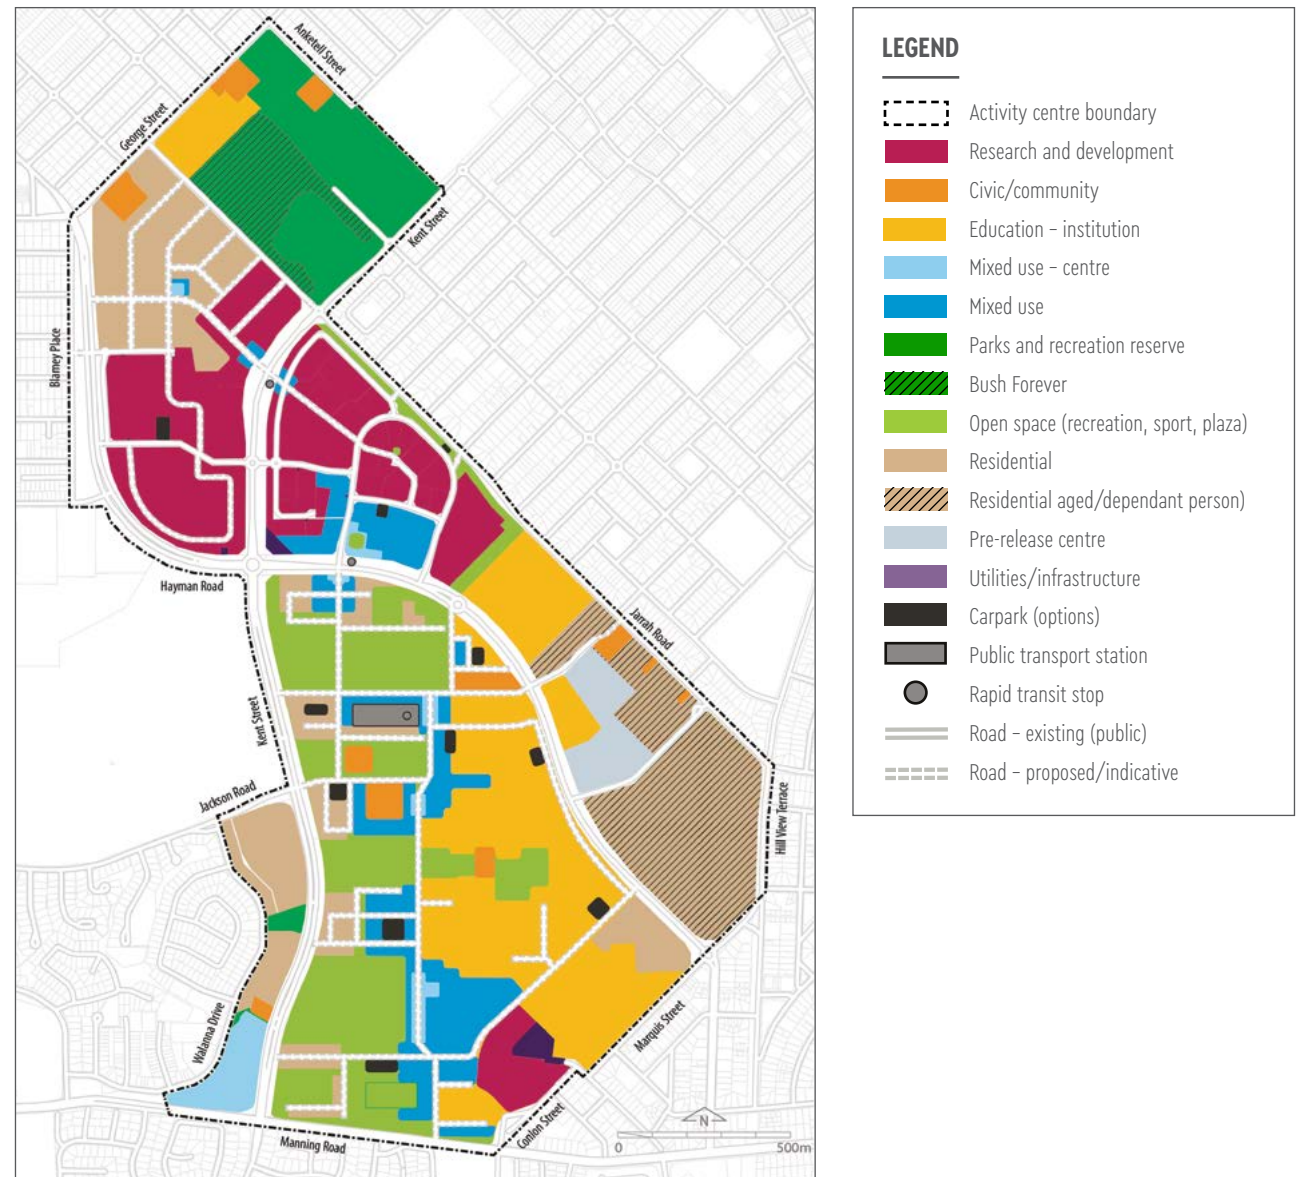 Anketell Street
George Street
Kent Street
Blamey Place
Hayman Road
Jarrah Road
Kent Street
Jackson Road
Hill View Terrace
Walanna Drive
Marquis Street
Conlon Street
Manning Road
N
0 500m
LEGEND
Activity centre boundary
Research and development
Civic/community
Education – institution
Mixed use – centre
Mixed use
Parks and recreation reserve
Bush Forever
Open space (recreation, sport, plaza)
Residential
Residential aged/dependant person)
Pre-release centre
Utilities/infrastructure
Carpark (options)
Public transport station
Rapid transit stop
Road – existing (public)
Road – proposed/indicative